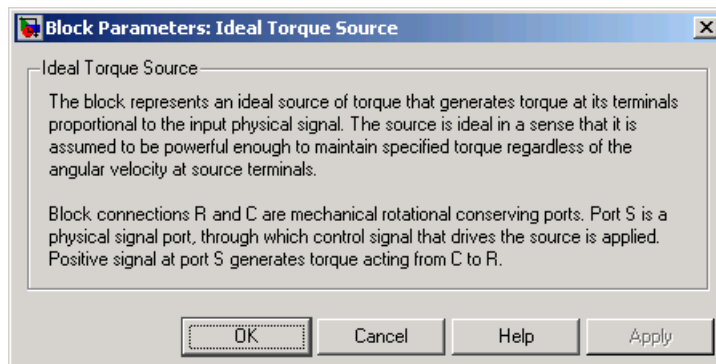 Block Parameters: Ideal Torque Source
Ideal Torque Source
The block represents an ideal source of torque that generates torque at its terminals
proportional to the input physical signal. The source is ideal in a sense that it is
assumed to be powerful enough to maintain specified torque regardless of the
angular velocity at source terminals.
Block connections R and C are mechanical rotational conserving ports. Port S is a
physical signal port, through which control signal that drives the source is applied.
Positive signal at port S generates torque acting from C to R.
OK
Cancel
Help
Apply